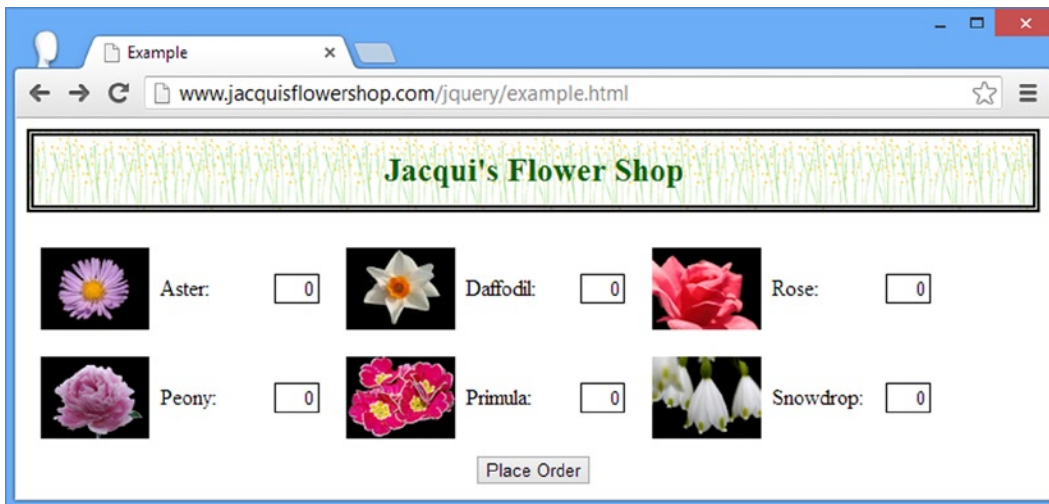 Example
www.jacquisflowershop.com/jquery/example.html
Jacqui's Flower Shop
Aster: 0 Daffodil: 0 Rose: 0
Peony: 0 Primula: 0 Snowdrop: 0
Place Order